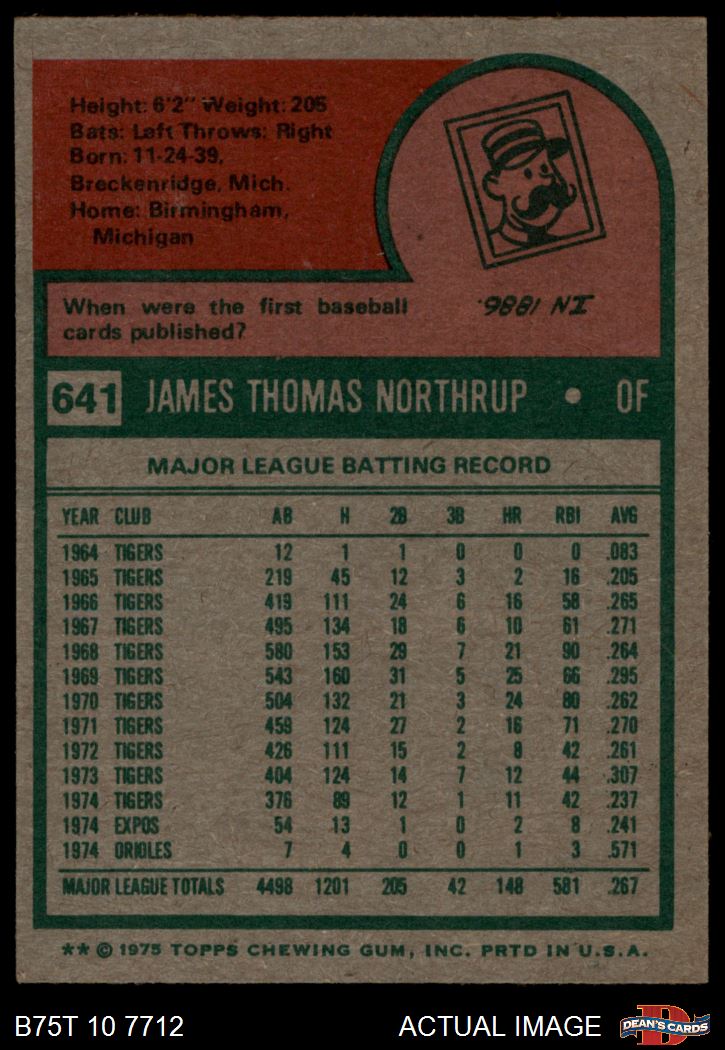 Height: 6'2" Weight: 205
Bats: Left Throws: Right
Born: 11-24-39,
Breckenridge, Mich.
Home: Birmingham,
Michigan
When were the first baseball
cards published?
IN 1886.
641 JAMES THOMAS NORTHRUP • OF
MAJOR LEAGUE BATTING RECORD
YEAR CLUB AB H 2B 3B HR RBI AVG
1964 TIGERS 12 1 1 0 0 0 .083
1965 TIGERS 219 45 12 3 2 16 .205
1966 TIGERS 419 111 24 6 16 58 .265
1967 TIGERS 495 134 18 6 10 61 .271
1968 TIGERS 580 153 29 7 21 90 .264
1969 TIGERS 543 160 31 5 25 66 .295
1970 TIGERS 504 132 21 3 24 80 .262
1971 TIGERS 459 124 27 2 16 71 .270
1972 TIGERS 426 111 15 2 8 42 .261
1973 TIGERS 404 124 14 7 12 44 .307
1974 TIGERS 376 89 12 1 11 42 .237
1974 EXPOS 54 13 1 0 2 8 .241
1974 ORIOLES 7 4 0 0 1 3 .571
MAJOR LEAGUE TOTALS 4498 1201 205 42 148 581 .267
** © 1975 TOPPS CHEWING GUM, INC. PRTD IN U.S.A.
B75T 10 7712 ACTUAL IMAGE DEAN'S CARDS